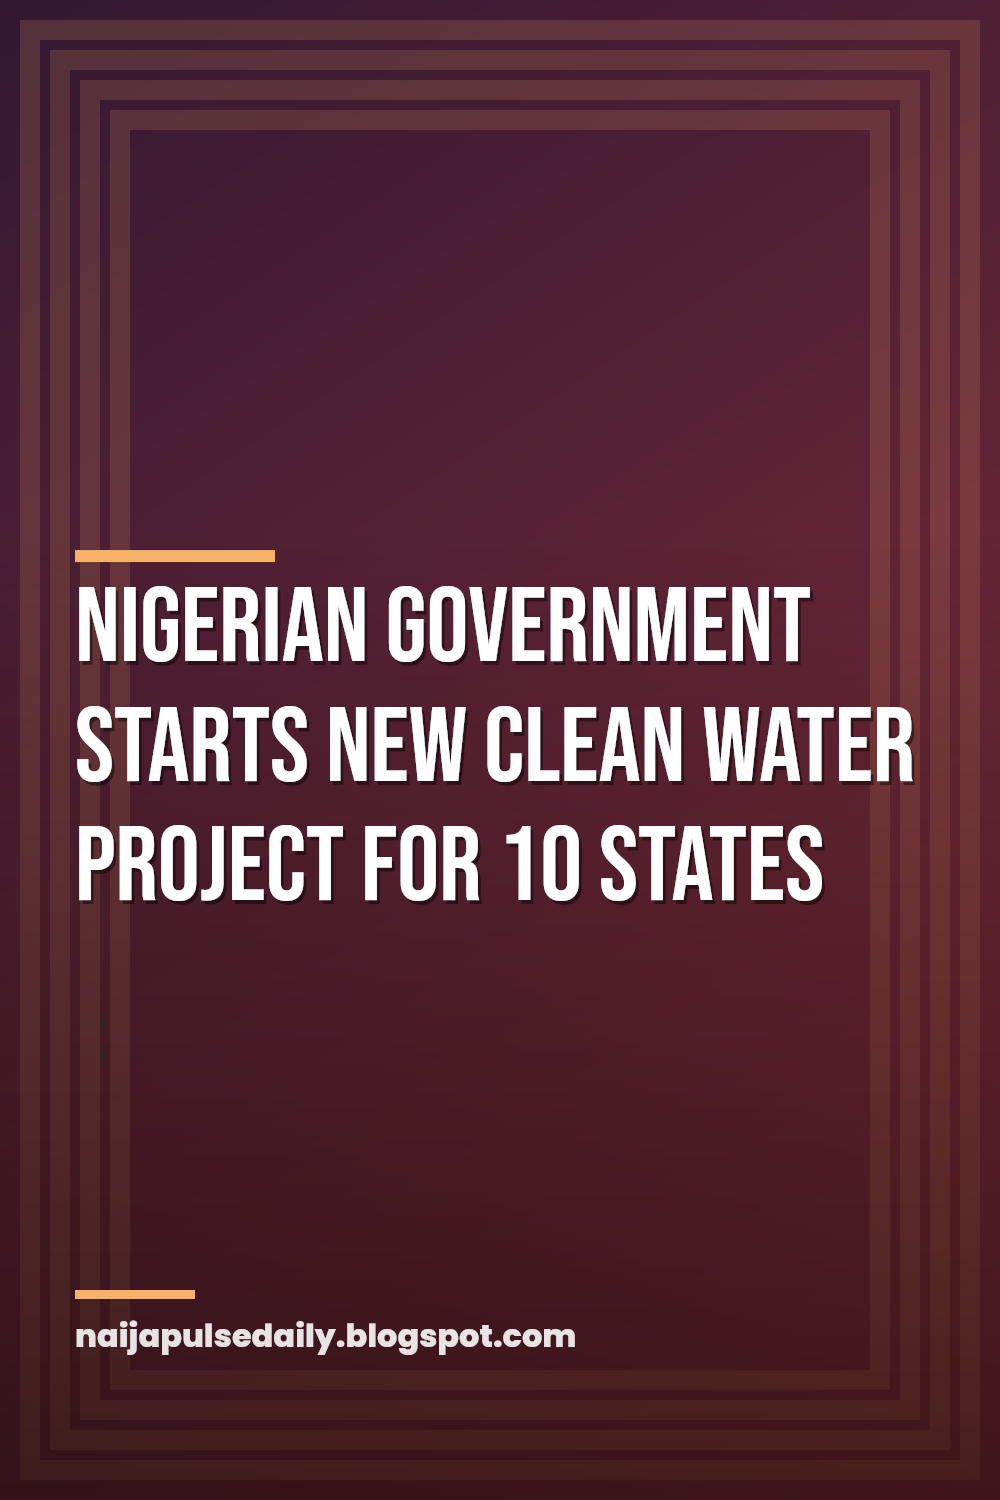 NIGERIAN GOVERNMENT
STARTS NEW CLEAN WATER
PROJECT FOR 10 STATES
naijapulsedaily.blogspot.com